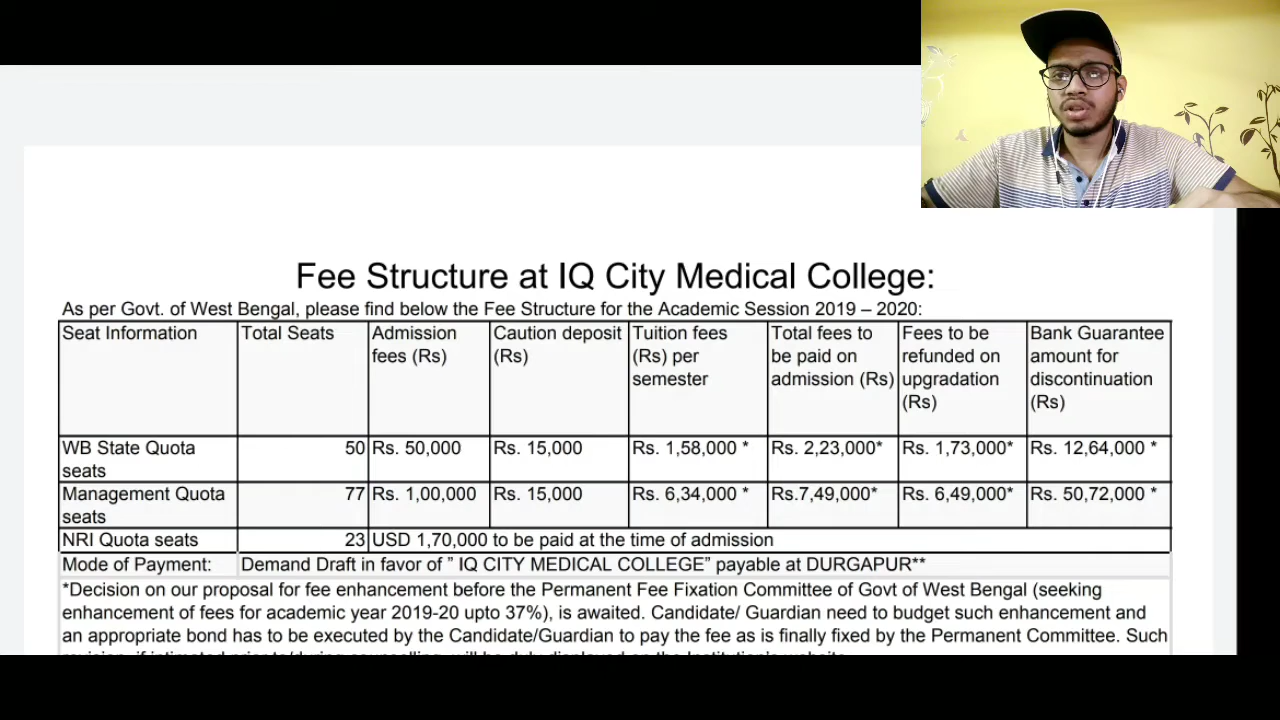 Fee Structure at IQ City Medical College:
As per Govt. of West Bengal, please find below the Fee Structure for the Academic Session 2019 – 2020:
Seat Information Total Seats Admission fees (Rs) Caution deposit (Rs) Tuition fees (Rs) per semester Total fees to be paid on admission (Rs) Fees to be refunded on upgradation (Rs) Bank Guarantee amount for discontinuation (Rs)
WB State Quota seats 50 Rs. 50,000 Rs. 15,000 Rs. 1,58,000 * Rs. 2,23,000* Rs. 1,73,000* Rs. 12,64,000 *
Management Quota seats 77 Rs. 1,00,000 Rs. 15,000 Rs. 6,34,000 * Rs.7,49,000* Rs. 6,49,000* Rs. 50,72,000 *
NRI Quota seats 23 USD 1,70,000 to be paid at the time of admission
Mode of Payment: Demand Draft in favor of ” IQ CITY MEDICAL COLLEGE” payable at DURGAPUR**
*Decision on our proposal for fee enhancement before the Permanent Fee Fixation Committee of Govt of West Bengal (seeking
enhancement of fees for academic year 2019-20 upto 37%), is awaited. Candidate/ Guardian need to budget such enhancement and
an appropriate bond has to be executed by the Candidate/Guardian to pay the fee as is finally fixed by the Permanent Committee. Such